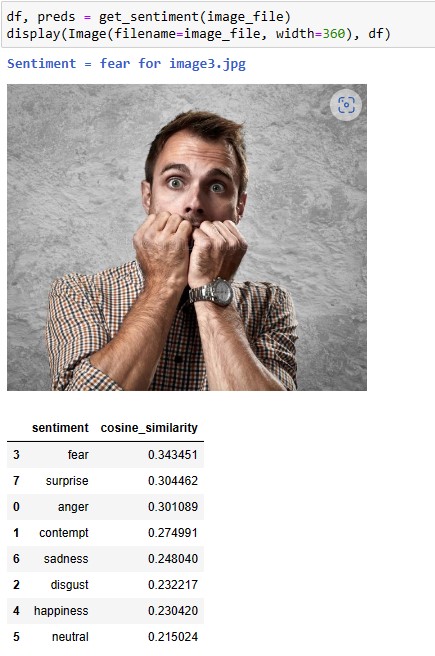 df, preds = get_sentiment(image_file)
display(Image(filename=image_file, width=360), df)
Sentiment = fear for image3.jpg
sentiment cosine_similarity
3 fear 0.343451
7 surprise 0.304462
0 anger 0.301089
1 contempt 0.274991
6 sadness 0.248040
2 disgust 0.232217
4 happiness 0.230420
5 neutral 0.215024